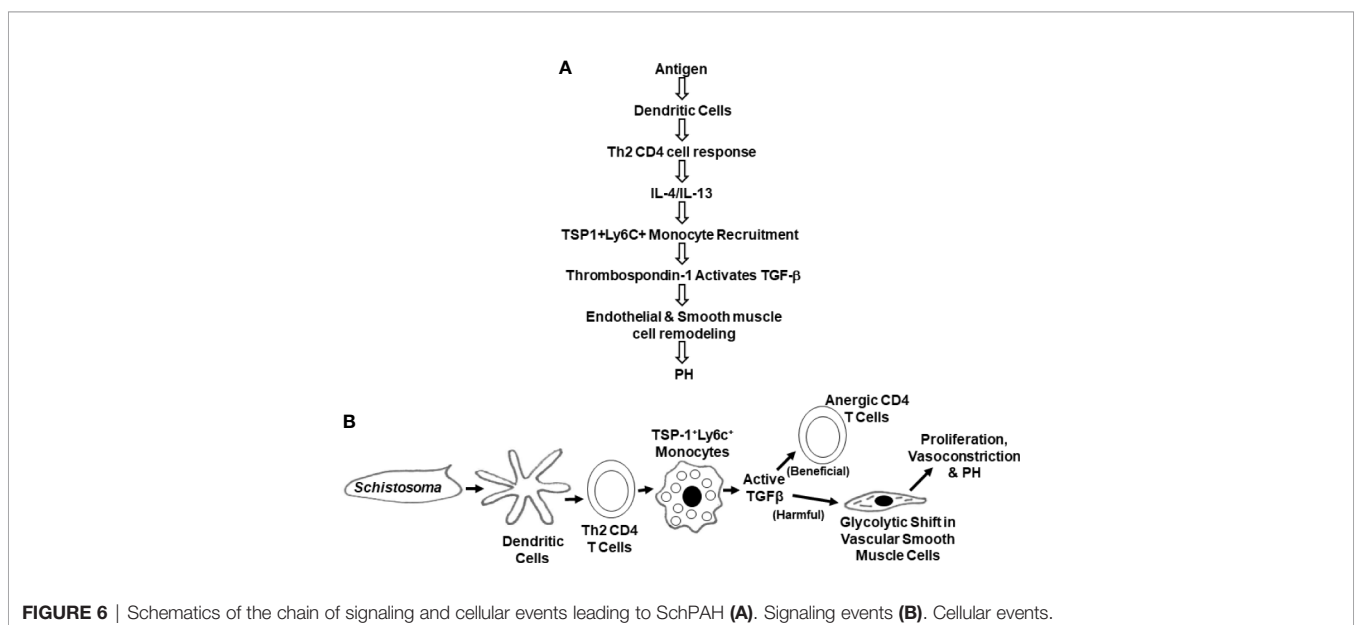 A
Antigen
Dendritic Cells
Th2 CD4 cell response
IL-4/IL-13
TSP1+Ly6C+ Monocyte Recruitment
Thrombospondin-1 Activates TGF-β
Endothelial & Smooth muscle
cell remodeling
PH
B
Schistosoma
Dendritic
Cells
Th2 CD4
T Cells
TSP-1⁺Ly6c⁺
Monocytes
Active
TGFβ
(Beneficial)
Anergic CD4
T Cells
(Harmful)
Glycolytic Shift in
Vascular Smooth
Muscle Cells
Proliferation,
Vasoconstriction
& PH
FIGURE 6 | Schematics of the chain of signaling and cellular events leading to SchPAH (A). Signaling events (B). Cellular events.